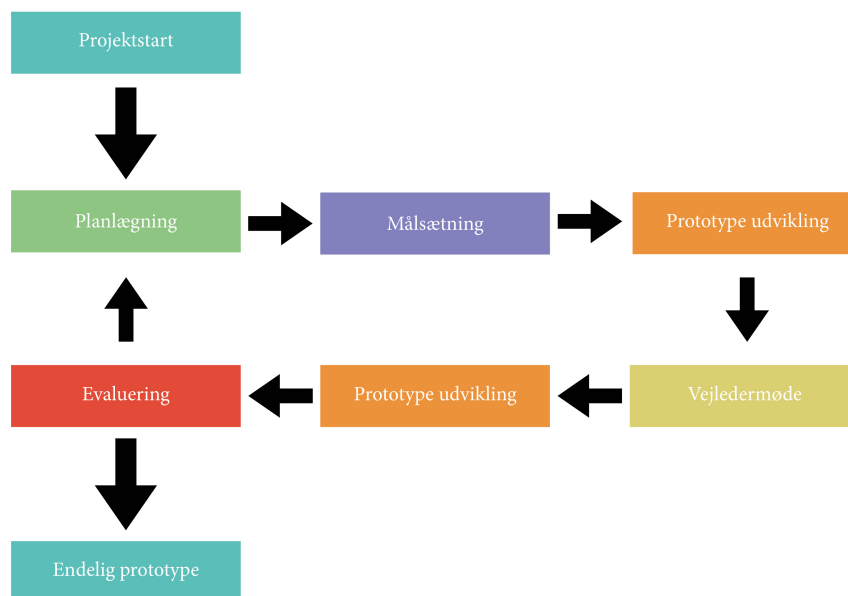 Projektstart
Planlægning
Målsætning
Prototype udvikling
Evaluering
Prototype udvikling
Vejledermøde
Endelig prototype